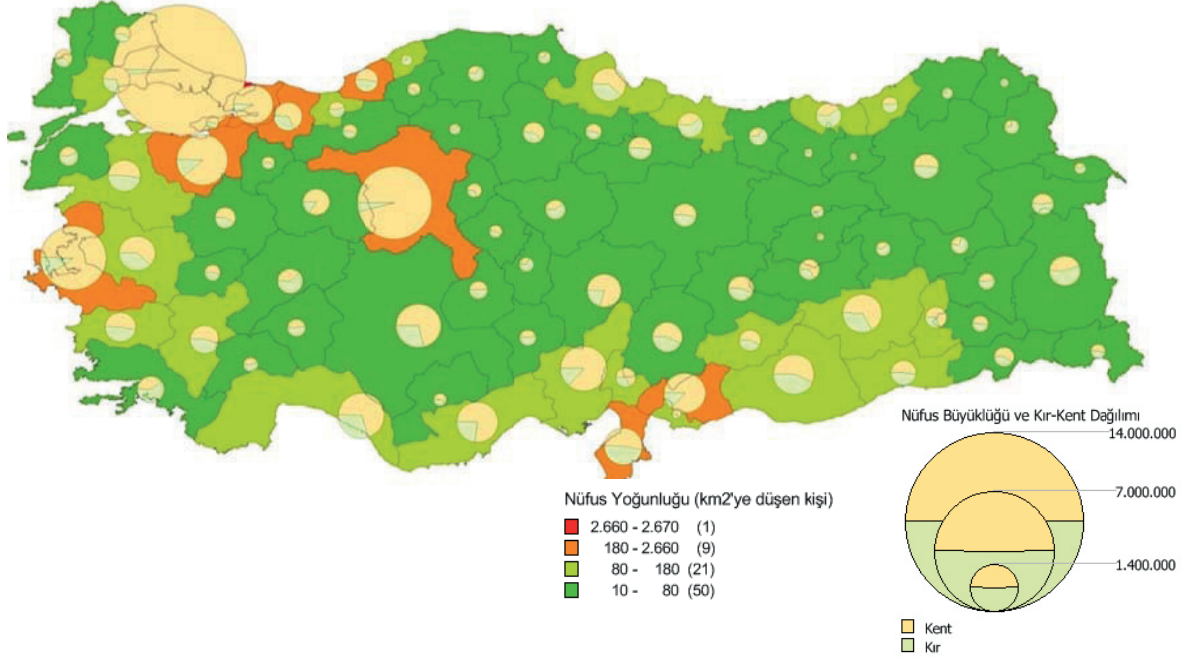 Nüfus Büyüklüğü ve Kır-Kent Dağılımı
14.000.000
7.000.000
1.400.000
Kent
Kır
Nüfus Yoğunluğu (km2'ye düşen kişi)
2.660 - 2.670 (1)
180 - 2.660 (9)
80 - 180 (21)
10 - 80 (50)